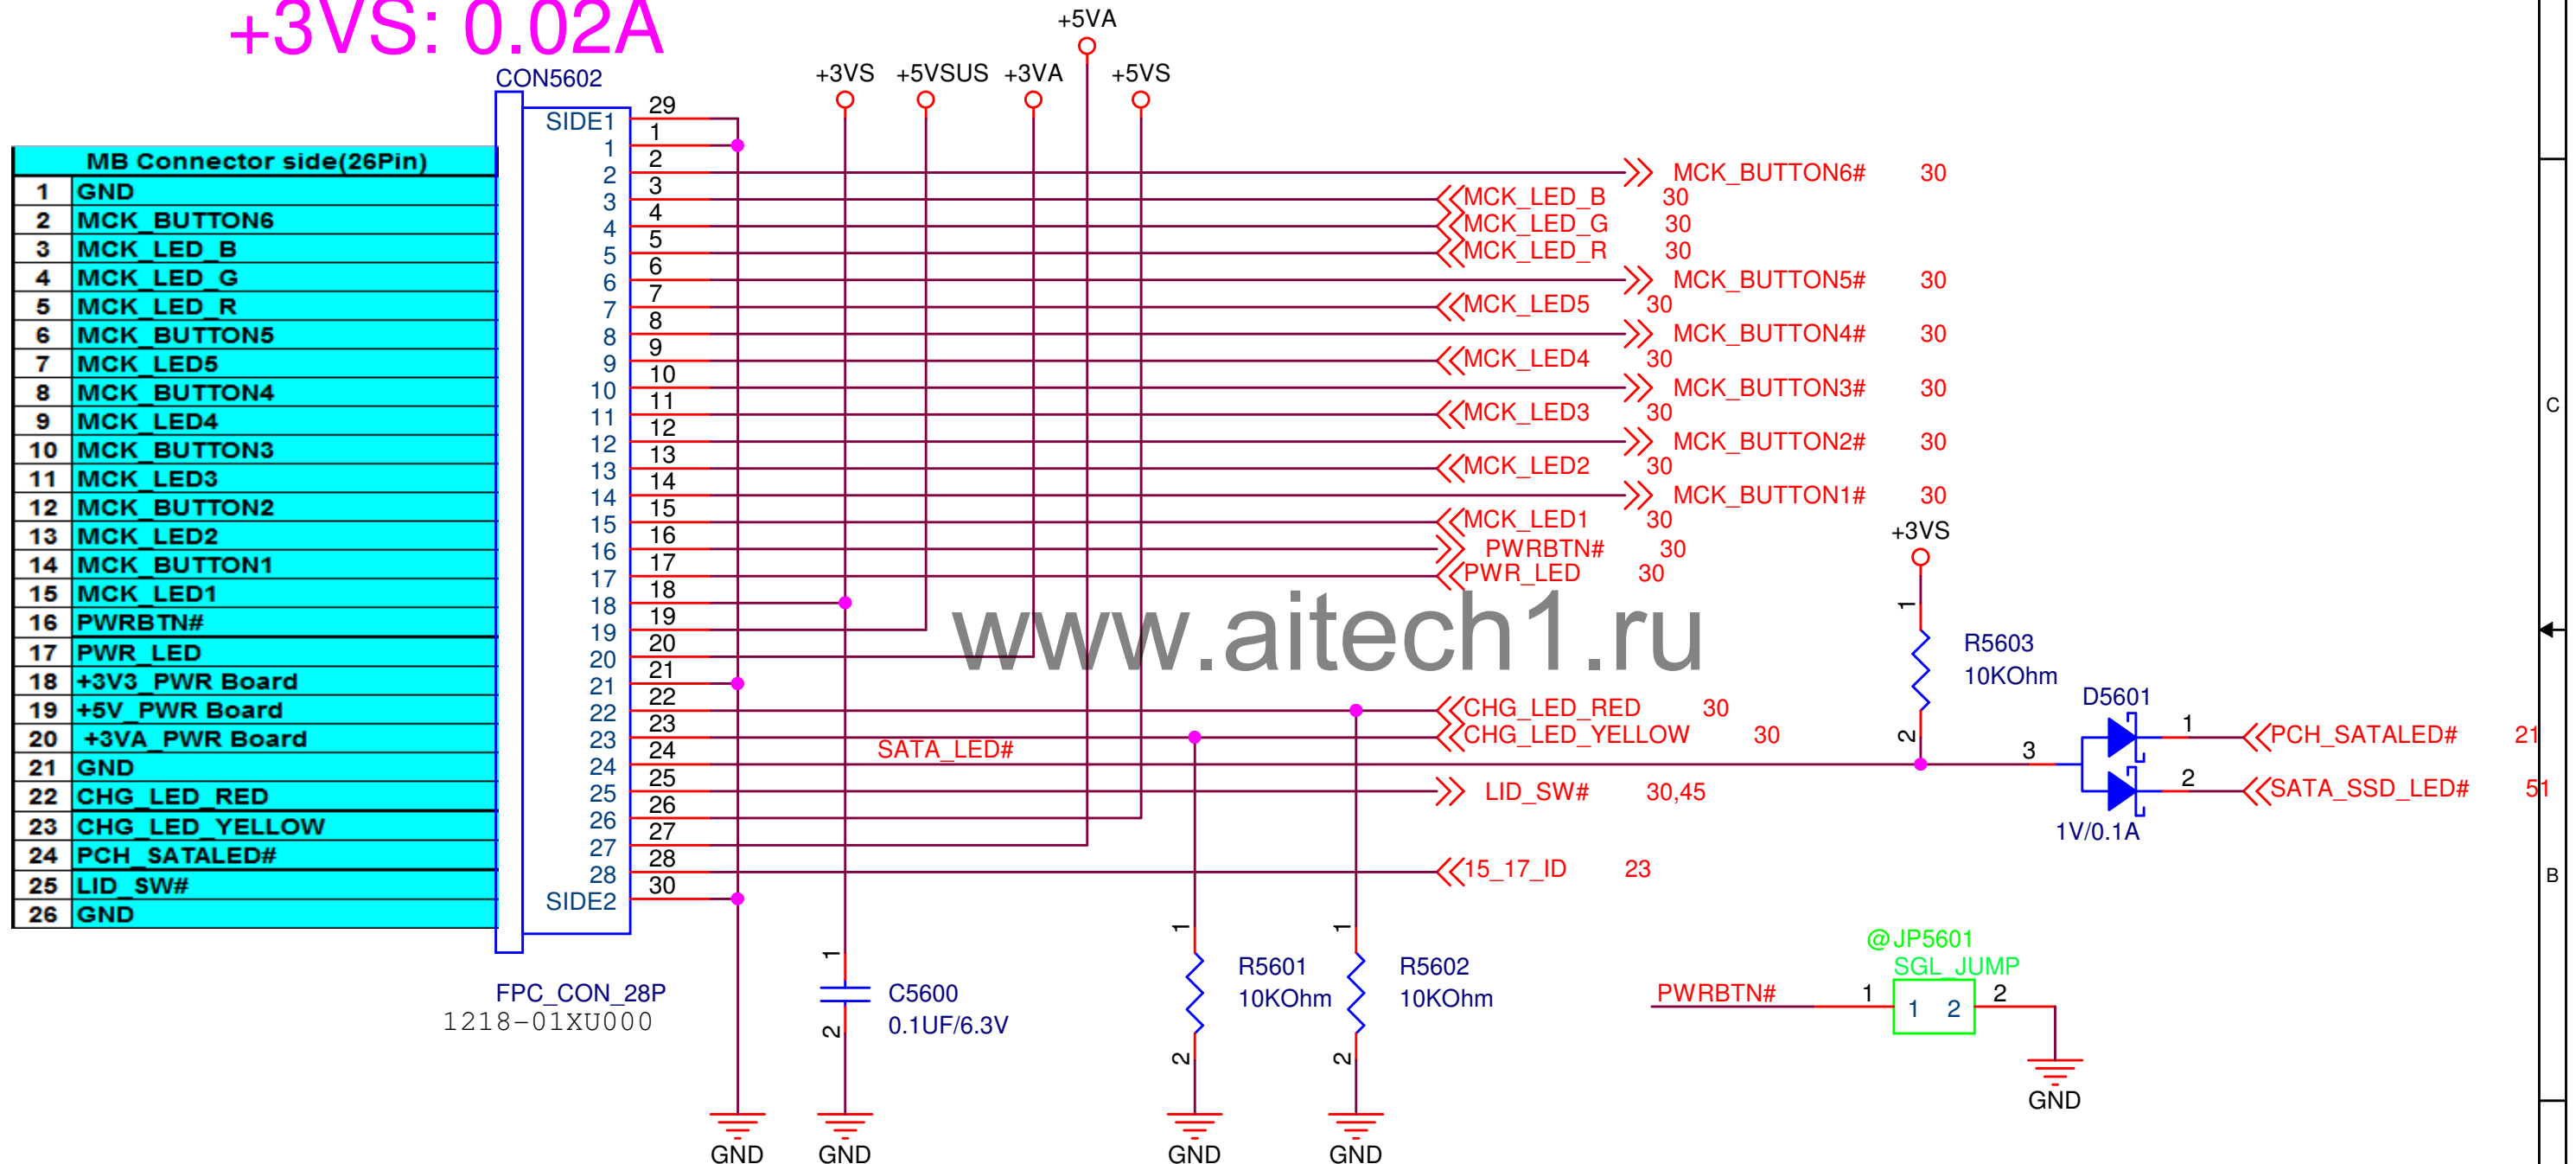 +3VS: 0.02A
CON5602
+3VS
+5VSUS
+3VA
+5VA
+5VS
MB Connector side(26Pin)
1 GND
2 MCK_BUTTON6
3 MCK_LED_B
4 MCK_LED_G
5 MCK_LED_R
6 MCK_BUTTON5
7 MCK_LED5
8 MCK_BUTTON4
9 MCK_LED4
10 MCK_BUTTON3
11 MCK_LED3
12 MCK_BUTTON2
13 MCK_LED2
14 MCK_BUTTON1
15 MCK_LED1
16 PWRBTN#
17 PWR_LED
18 +3V3_PWR Board
19 +5V_PWR Board
20 +3VA_PWR Board
21 GND
22 CHG_LED_RED
23 CHG_LED_YELLOW
24 PCH_SATALED#
25 LID_SW#
26 GND
SIDE1 29
1 1
2 2 MCK_BUTTON6# 30
3 3 MCK_LED_B 30
4 4 MCK_LED_G 30
5 5 MCK_LED_R 30
6 6 MCK_BUTTON5# 30
7 7 MCK_LED5 30
8 8 MCK_BUTTON4# 30
9 9 MCK_LED4 30
10 10 MCK_BUTTON3# 30
11 11 MCK_LED3 30
12 12 MCK_BUTTON2# 30
13 13 MCK_LED2 30
14 14 MCK_BUTTON1# 30
15 15 MCK_LED1 30
16 16 PWRBTN# 30
17 17 PWR_LED 30
18 18
19 19
20 20
21 21
22 22 CHG_LED_RED 30
23 23 CHG_LED_YELLOW 30
24 24 SATA_LED#
25 25 LID_SW# 30,45
26 26
27 27
28 28 15_17_ID 23
SIDE2 30
FPC_CON_28P
1218-01XU000
www.aitech1.ru
+3VS
1
R5603
10KOhm
2
D5601
3
1 PCH_SATALED# 21
2 SATA_SSD_LED# 51
1V/0.1A
1
C5600
0.1UF/6.3V
2
1
R5601
10KOhm
2
1
R5602
10KOhm
2
@JP5601
SGL_JUMP
PWRBTN# 1 1 2 2
GND
GND
GND
GND
GND
C
B